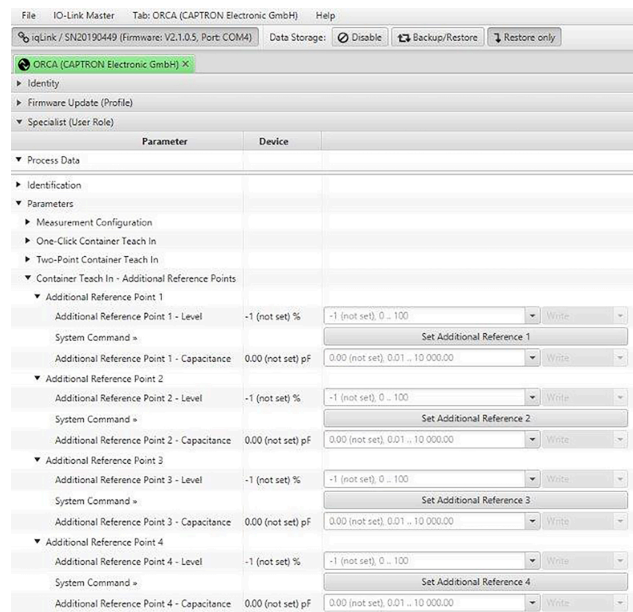 File IO-Link Master Tab: ORCA (CAPTRON Electronic GmbH) Help
iqLink / SN20190449 (Firmware: V2.1.0.5, Port: COM4) Data Storage: Disable Backup/Restore Restore only
ORCA (CAPTRON Electronic GmbH) ×
Identity
Firmware Update (Profile)
Specialist (User Role)
Parameter Device
Process Data
Identification
Parameters
Measurement Configuration
One-Click Container Teach In
Two-Point Container Teach In
Container Teach In - Additional Reference Points
Additional Reference Point 1
Additional Reference Point 1 - Level -1 (not set) % -1 (not set), 0 .. 100 Write
System Command » Set Additional Reference 1
Additional Reference Point 1 - Capacitance 0.00 (not set) pF 0.00 (not set), 0.01 .. 10 000.00 Write
Additional Reference Point 2
Additional Reference Point 2 - Level -1 (not set) % -1 (not set), 0 .. 100 Write
System Command » Set Additional Reference 2
Additional Reference Point 2 - Capacitance 0.00 (not set) pF 0.00 (not set), 0.01 .. 10 000.00 Write
Additional Reference Point 3
Additional Reference Point 3 - Level -1 (not set) % -1 (not set), 0 .. 100 Write
System Command » Set Additional Reference 3
Additional Reference Point 3 - Capacitance 0.00 (not set) pF 0.00 (not set), 0.01 .. 10 000.00 Write
Additional Reference Point 4
Additional Reference Point 4 - Level -1 (not set) % -1 (not set), 0 .. 100 Write
System Command » Set Additional Reference 4
Additional Reference Point 4 - Capacitance 0.00 (not set) pF 0.00 (not set), 0.01 .. 10 000.00 Write